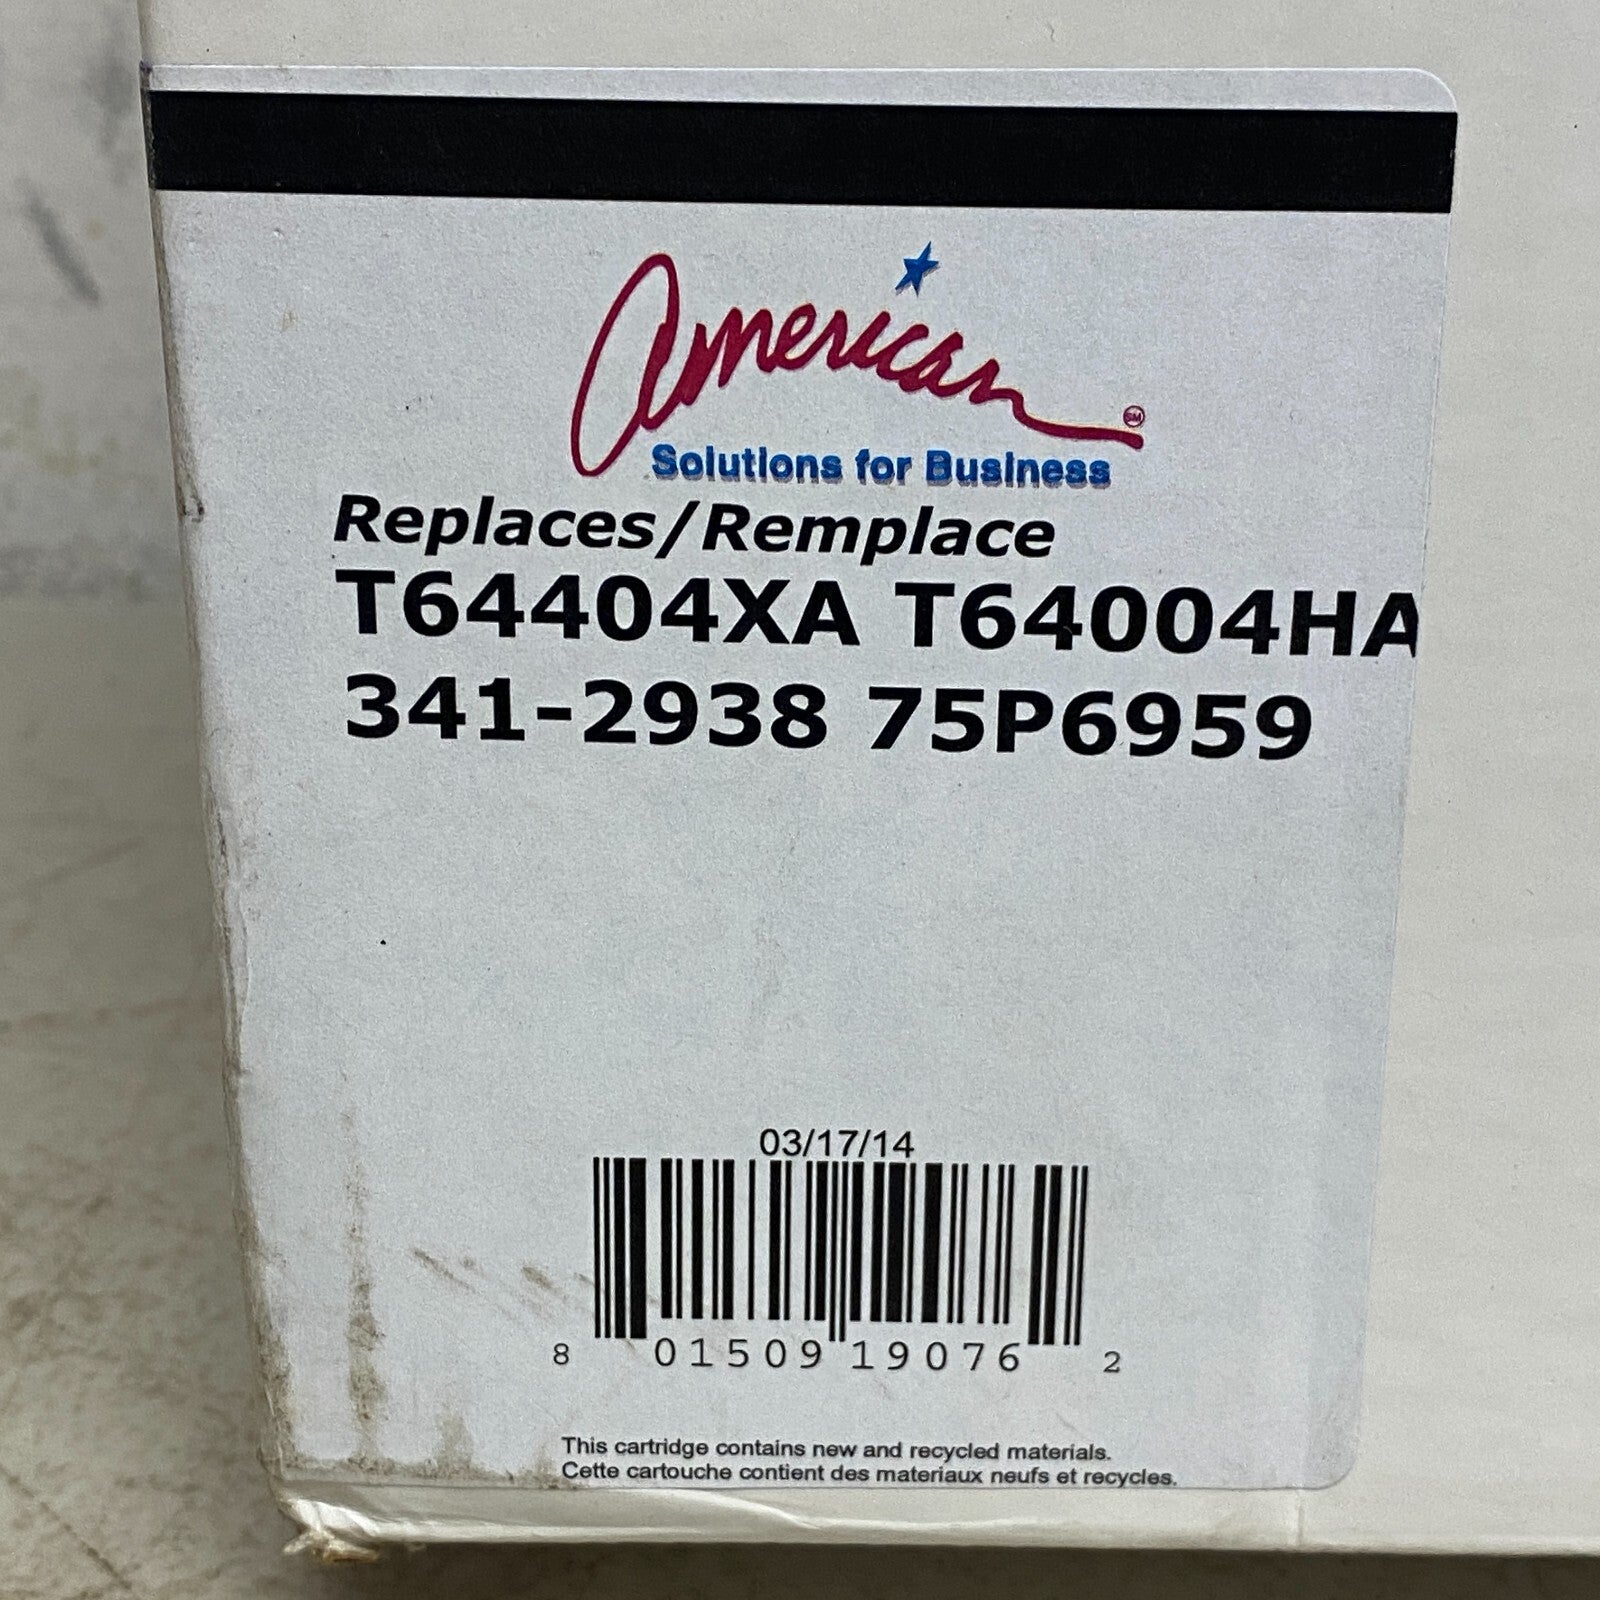 American SM
Solutions for Business
Replaces/Remplace
T64404XA T64004HA
341-2938 75P6959
03/17/14
8 01509 19076 2
This cartridge contains new and recycled materials.
Cette cartouche contient des materiaux neufs et recycles.